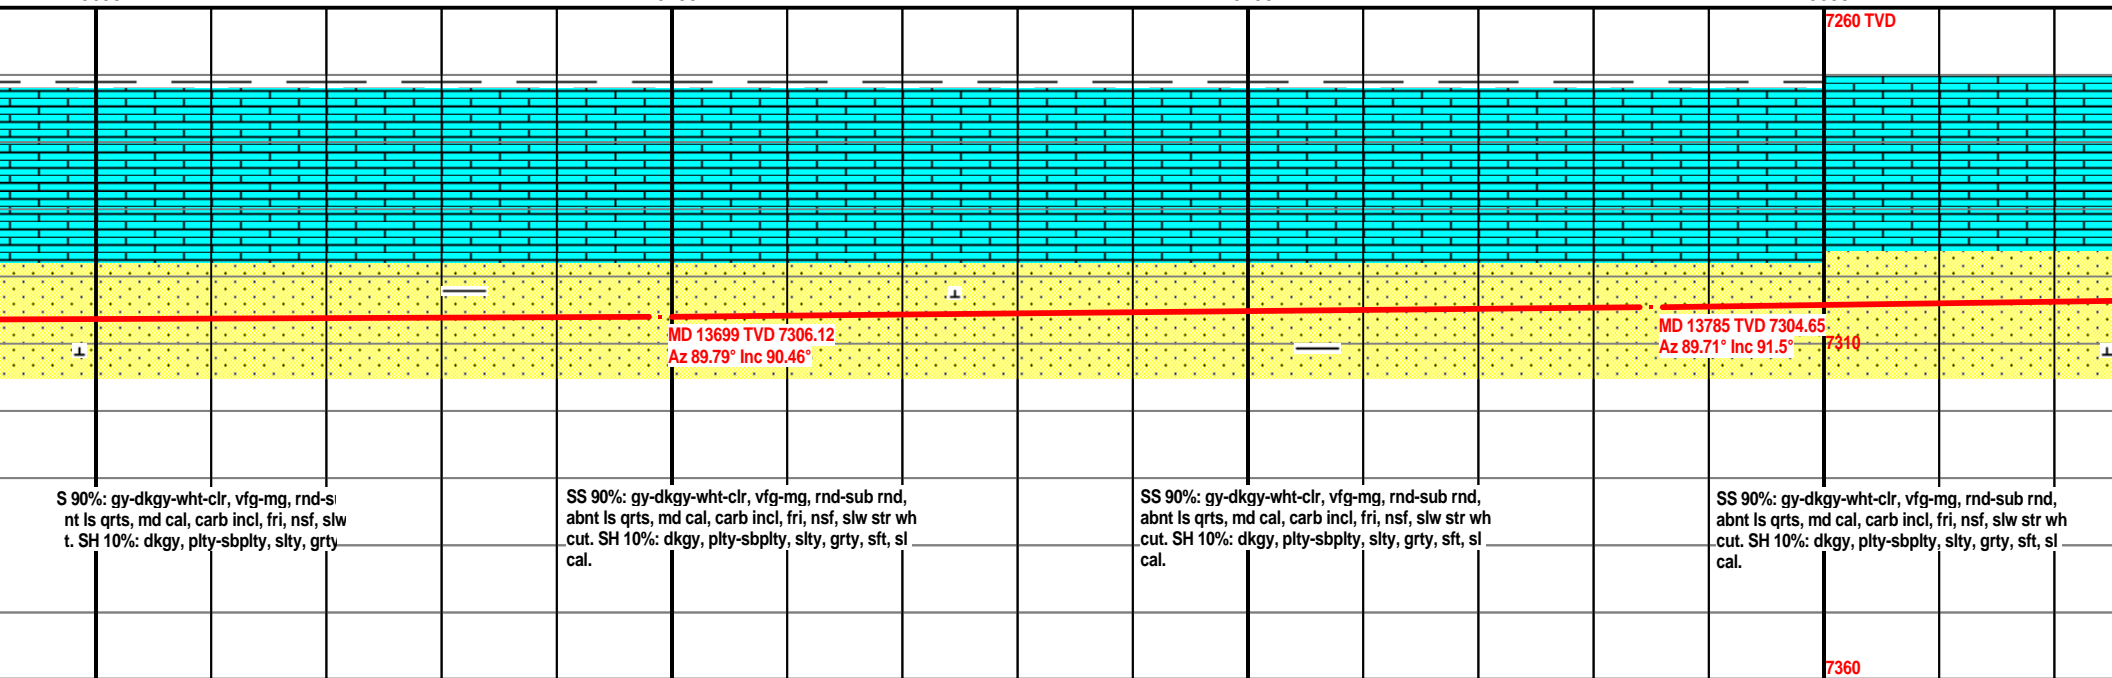 7260 TVD
MD 13699 TVD 7306.12
Az 89.79° Inc 90.46°
MD 13785 TVD 7304.65
Az 89.71° Inc 91.5°
7310
S 90%: gy-dkgy-wht-clr, vfg-mg, rnd-s
nt ls qrts, md cal, carb incl, fri, nsf, slw
t. SH 10%: dkgy, plty-sbplty, slty, grty
SS 90%: gy-dkgy-wht-clr, vfg-mg, rnd-sub rnd,
abnt ls qrts, md cal, carb incl, fri, nsf, slw str wh
cut. SH 10%: dkgy, plty-sbplty, slty, grty, sft, sl
cal.
SS 90%: gy-dkgy-wht-clr, vfg-mg, rnd-sub rnd,
abnt ls qrts, md cal, carb incl, fri, nsf, slw str wh
cut. SH 10%: dkgy, plty-sbplty, slty, grty, sft, sl
cal.
SS 90%: gy-dkgy-wht-clr, vfg-mg, rnd-sub rnd,
abnt ls qrts, md cal, carb incl, fri, nsf, slw str wh
cut. SH 10%: dkgy, plty-sbplty, slty, grty, sft, sl
cal.
7360